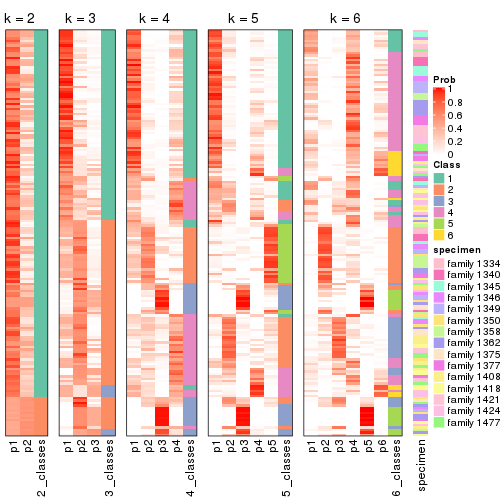 k = 2
k = 3
k = 4
k = 5
k = 6
p1
p2
2_classes
p1
p2
p3
3_classes
p1
p2
p3
p4
4_classes
p1
p2
p3
p4
p5
5_classes
p1
p2
p3
p4
p5
p6
6_classes
specimen
Prob
1
0.8
0.6
0.4
0.2
0
Class
1
2
3
4
5
6
specimen
family 1334
family 1340
family 1345
family 1346
family 1349
family 1350
family 1358
family 1362
family 1375
family 1377
family 1408
family 1418
family 1421
family 1424
family 1477